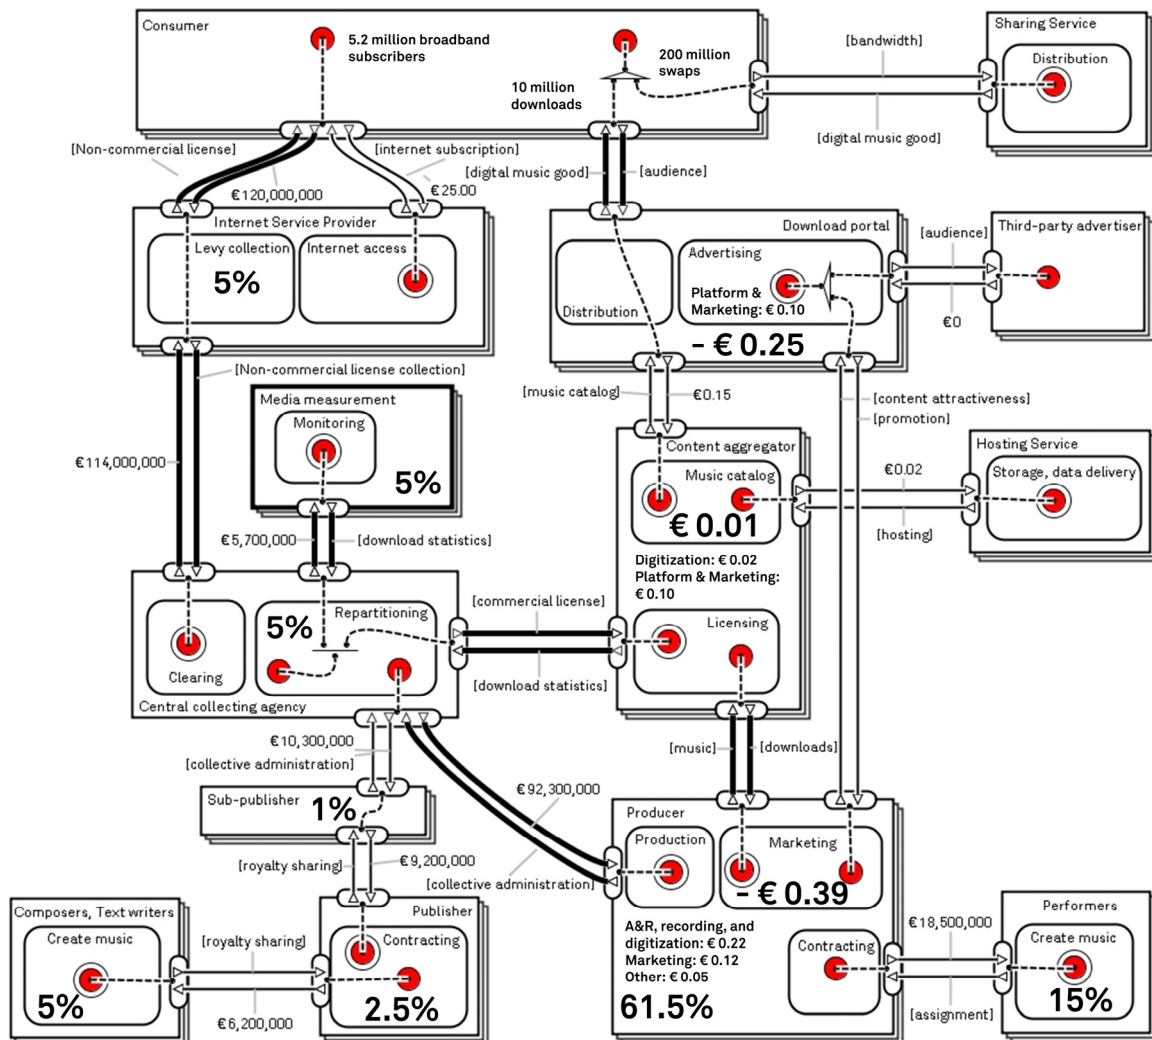 Consumer
5.2 million broadband
subscribers
200 million
swaps
10 million
downloads
[bandwidth]
[digital music good]
Sharing Service
Distribution
[Non-commercial license]
[internet subscription]
€120,000,000
€25.00
[digital music good]
[audience]
Internet Service Provider
Levy collection
5%
Internet access
Download portal
Advertising
Platform &
Marketing: € 0.10
Distribution
- € 0.25
[audience]
€0
Third-party advertiser
[Non-commercial license collection]
€114,000,000
Media measurement
Monitoring
5%
[music catalog]
€0.15
[content attractiveness]
[promotion]
Content aggregator
Music catalog
€ 0.01
Digitization: € 0.02
Platform & Marketing:
€ 0.10
Licensing
€0.02
[hosting]
Hosting Service
Storage, data delivery
€5,700,000
[download statistics]
Clearing
Repartitioning
5%
Central collecting agency
[commercial license]
[download statistics]
€10,300,000
[collective administration]
Sub-publisher
1%
€92,300,000
[collective administration]
[music]
[downloads]
[royalty sharing]
€9,200,000
Producer
Production
Marketing
- € 0.39
A&R, recording, and
digitization: € 0.22
Marketing: € 0.12
Other: € 0.05
61.5%
Contracting
Composers, Text writers
Create music
5%
[royalty sharing]
€6,200,000
Publisher
Contracting
2.5%
€18,500,000
[assignment]
Performers
Create music
15%